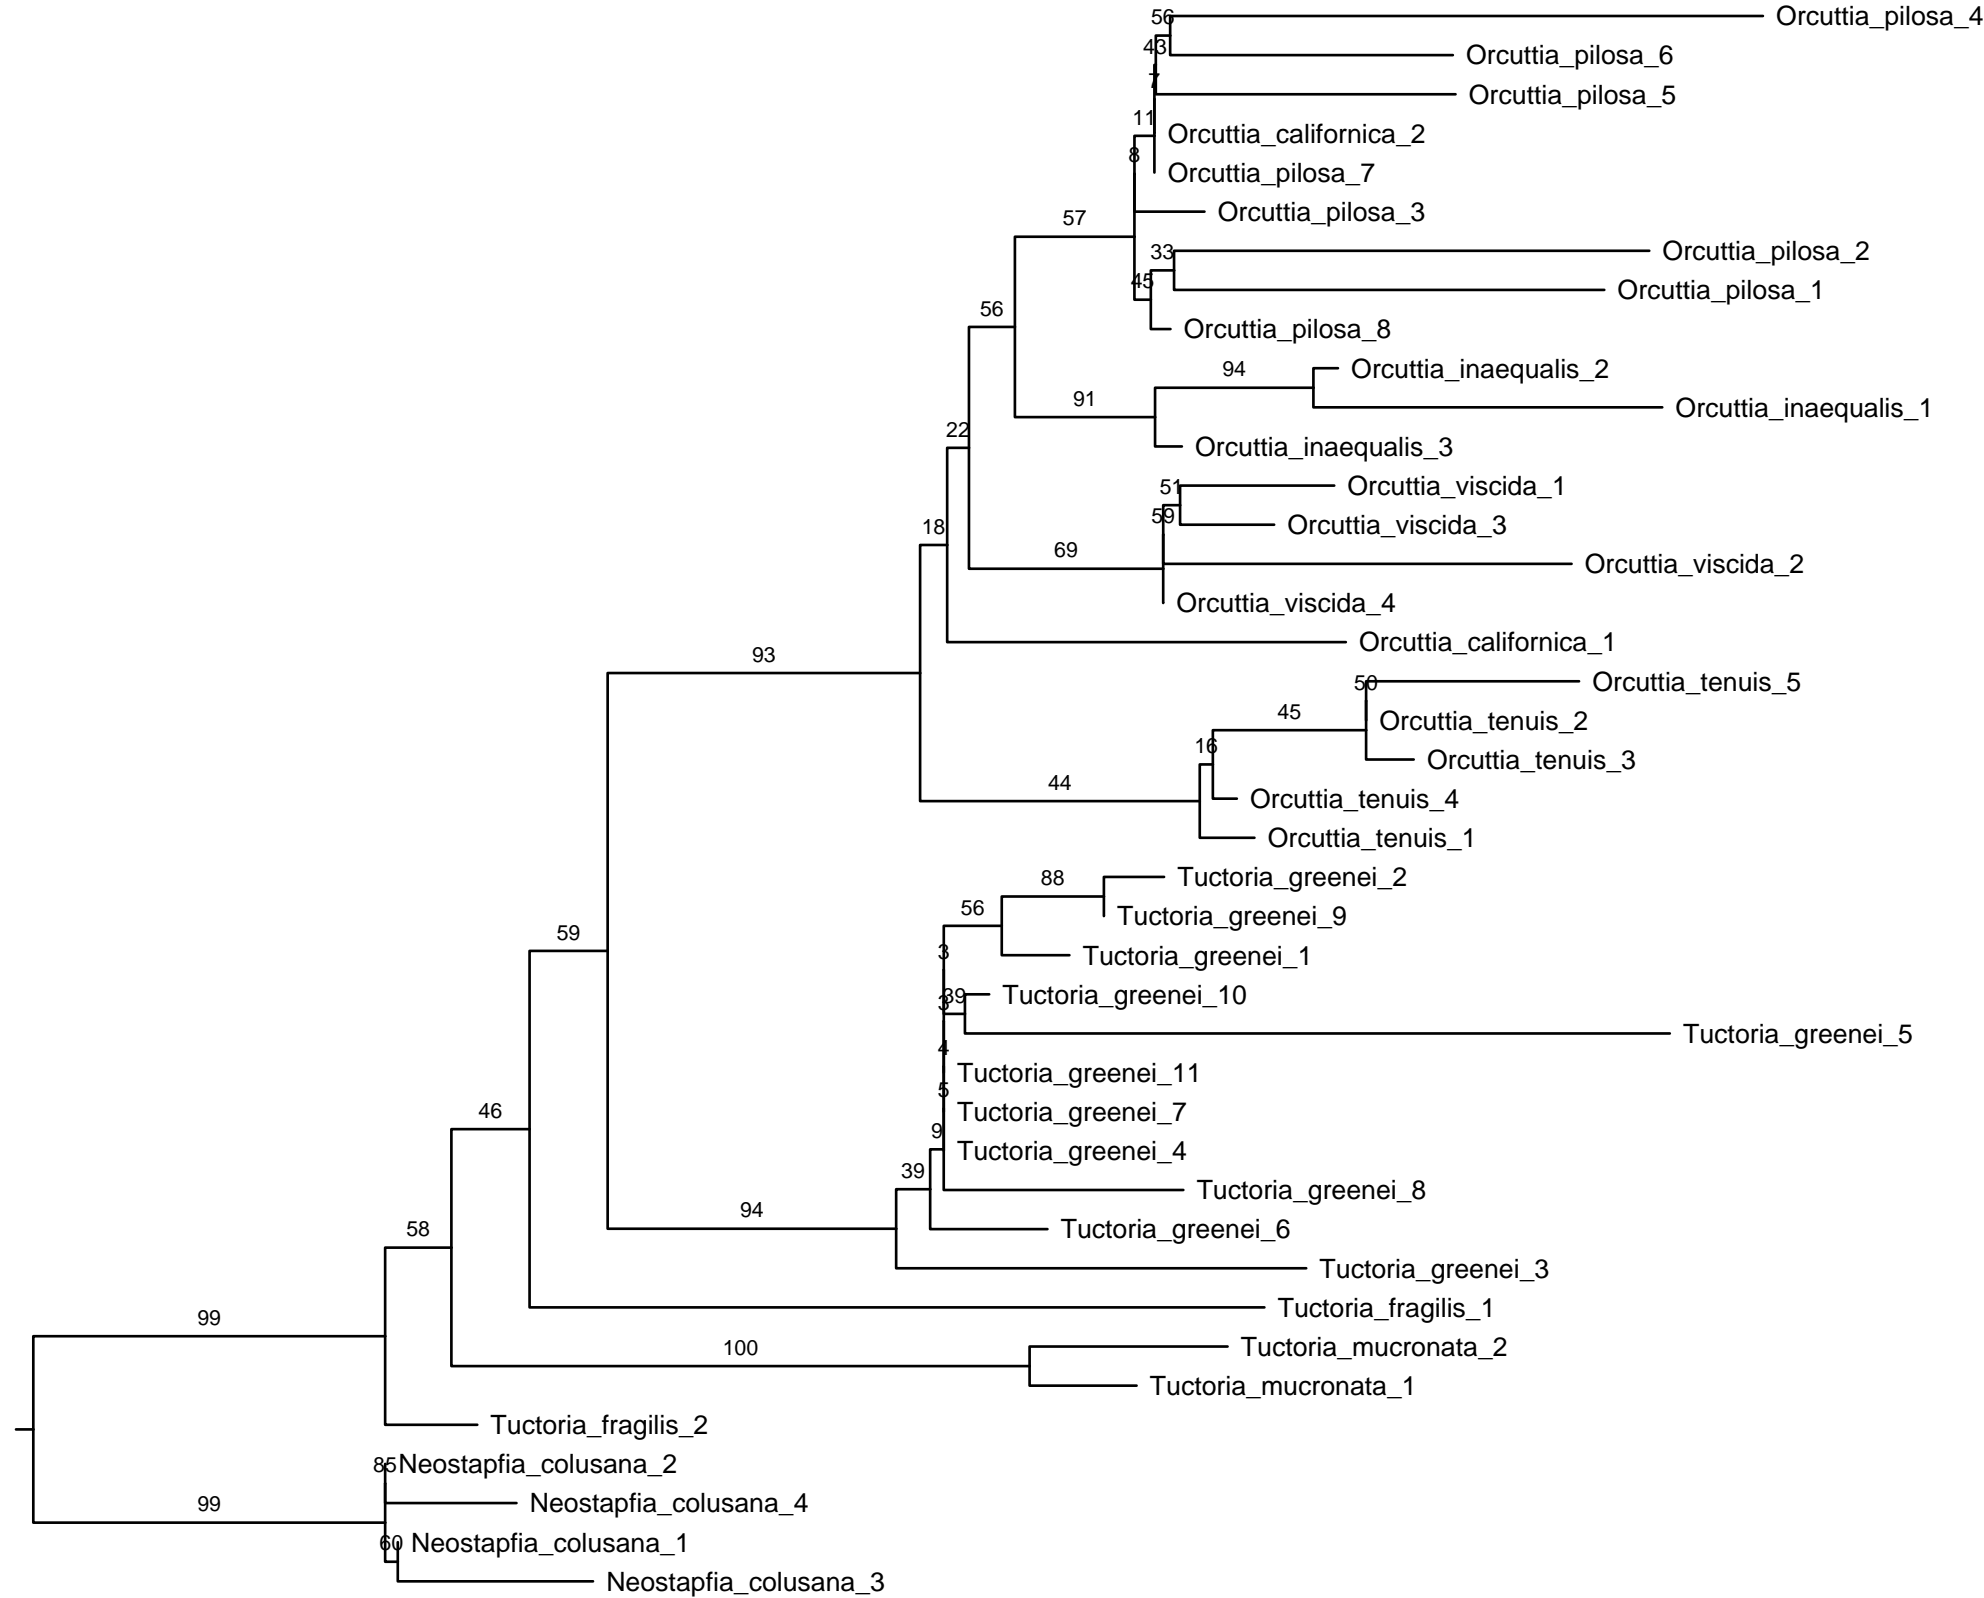 56
Orcuttia_pilosa_4
43
Orcuttia_pilosa_6
7
Orcuttia_pilosa_5
11
Orcuttia_californica_2
8
Orcuttia_pilosa_7
57
Orcuttia_pilosa_3
33
Orcuttia_pilosa_2
45
Orcuttia_pilosa_1
56
Orcuttia_pilosa_8
94
Orcuttia_inaequalis_2
91
Orcuttia_inaequalis_1
22
Orcuttia_inaequalis_3
51
Orcuttia_viscida_1
59
Orcuttia_viscida_3
18
69
Orcuttia_viscida_2
Orcuttia_viscida_4
93
Orcuttia_californica_1
50
Orcuttia_tenuis_5
45
Orcuttia_tenuis_2
16
Orcuttia_tenuis_3
44
Orcuttia_tenuis_4
Orcuttia_tenuis_1
88
Tuctoria_greenei_2
56
Tuctoria_greenei_9
59
3
Tuctoria_greenei_1
39
3
Tuctoria_greenei_10
Tuctoria_greenei_5
4
Tuctoria_greenei_11
5
Tuctoria_greenei_7
46
9
Tuctoria_greenei_4
39
Tuctoria_greenei_8
94
Tuctoria_greenei_6
58
Tuctoria_greenei_3
99
Tuctoria_fragilis_1
100
Tuctoria_mucronata_2
Tuctoria_mucronata_1
Tuctoria_fragilis_2
85
Neostapfia_colusana_2
99
Neostapfia_colusana_4
60
Neostapfia_colusana_1
Neostapfia_colusana_3